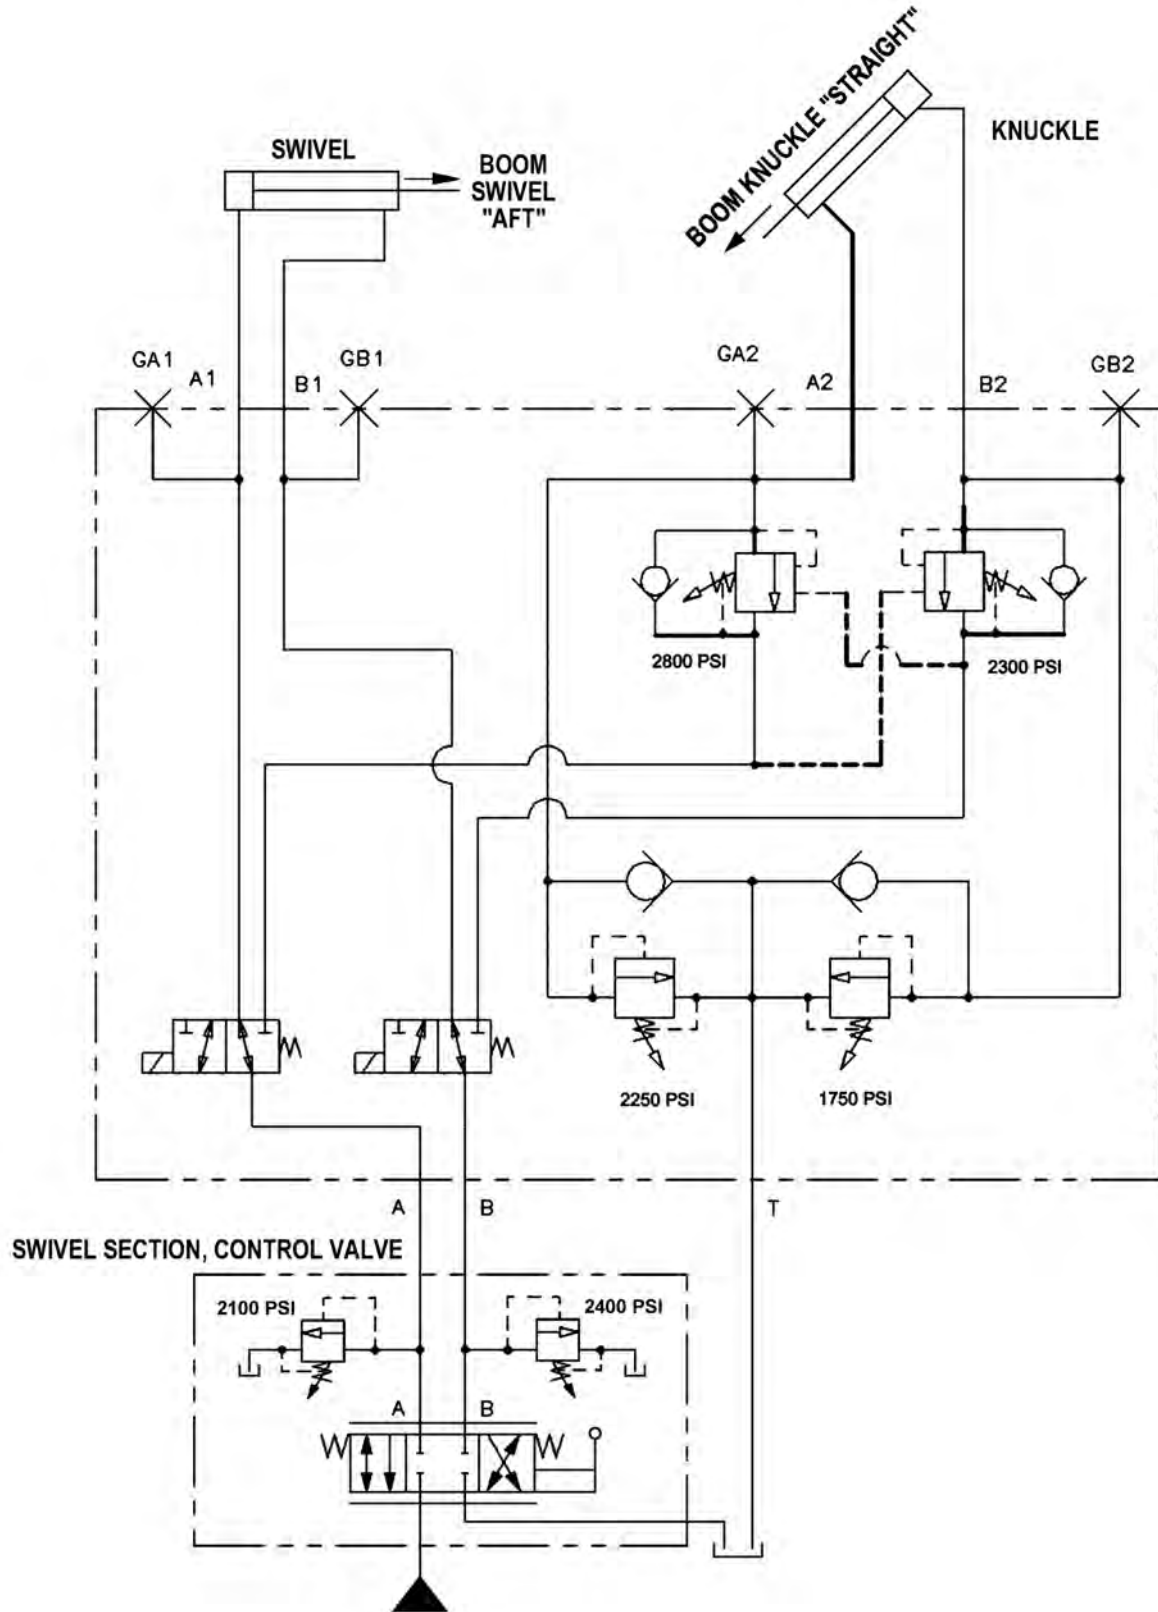 BOOM KNUCKLE "STRAIGHT"
KNUCKLE
SWIVEL
BOOM
SWIVEL
"AFT"
GA1
A1
B1
GB1
GA2
A2
B2
GB2
2800 PSI
2300 PSI
2250 PSI
1750 PSI
A
B
T
SWIVEL SECTION, CONTROL VALVE
2100 PSI
2400 PSI
A
B